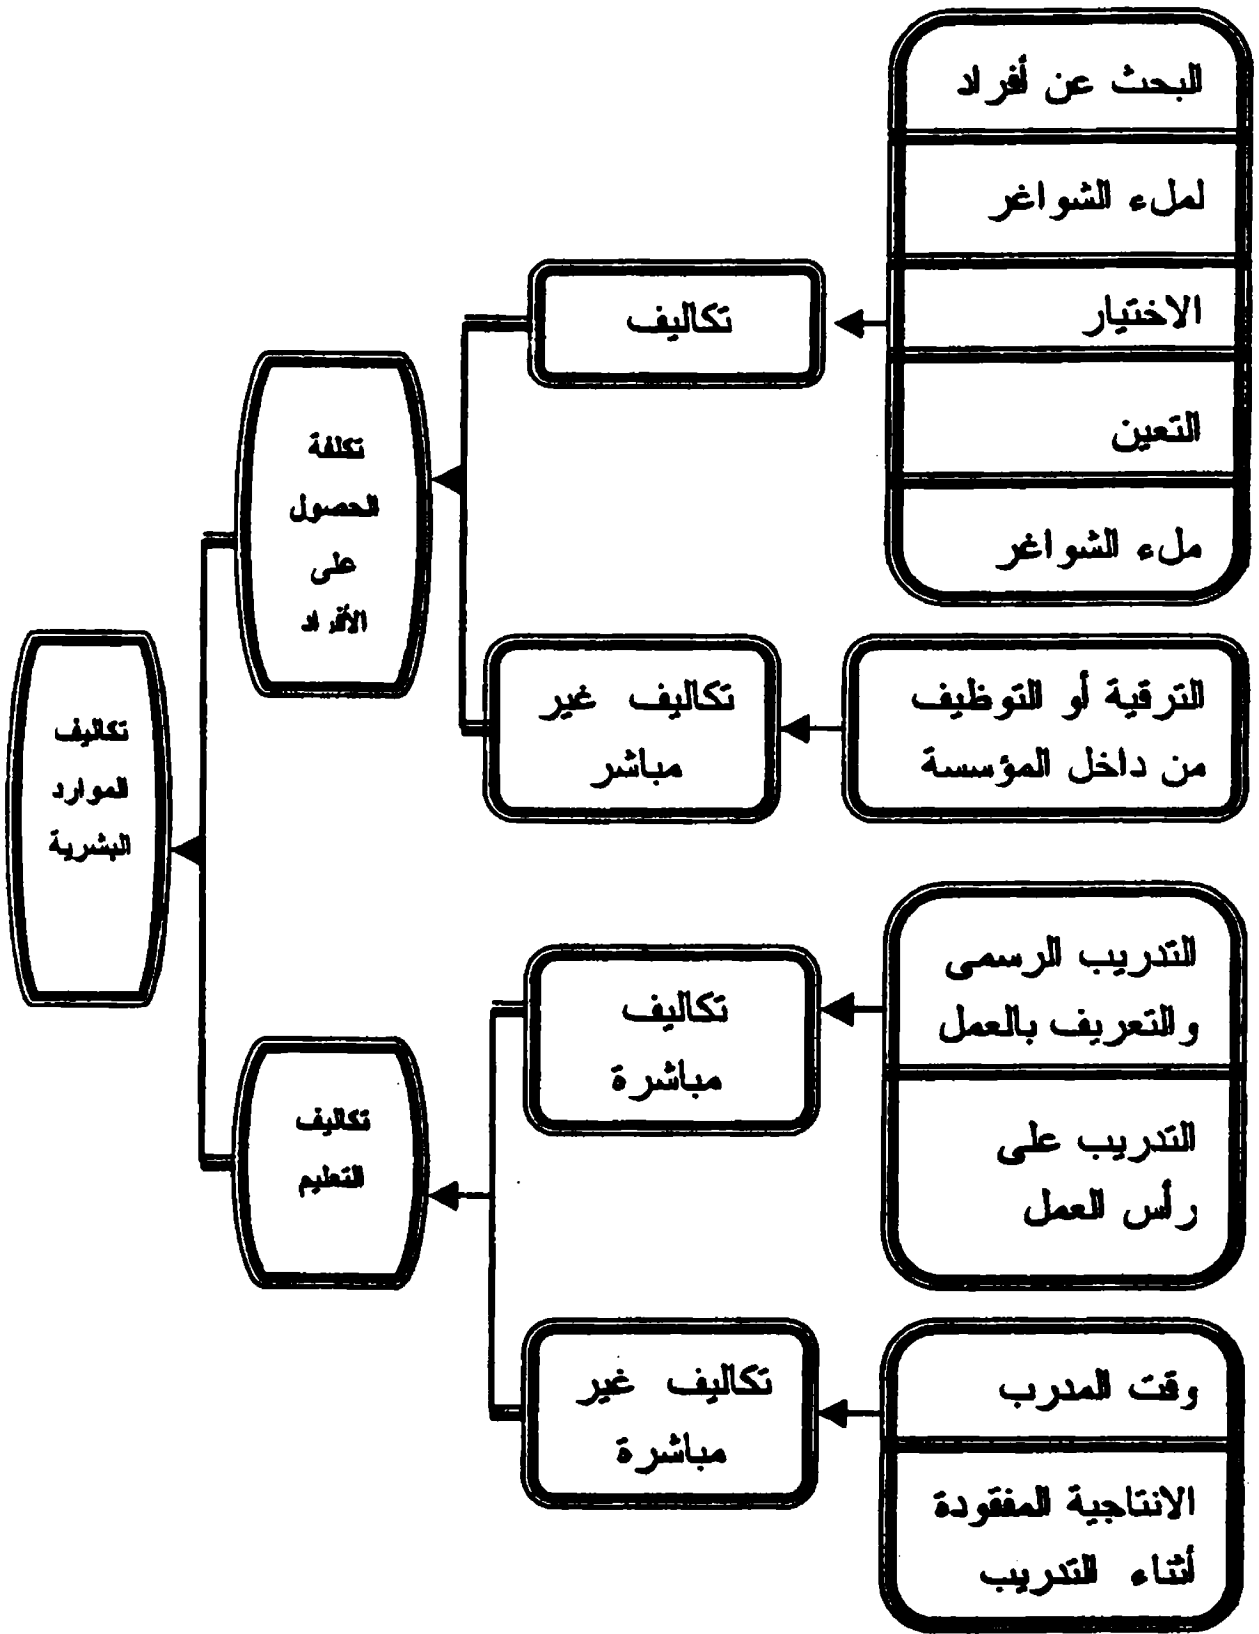 البحث عن أفراد
لملء الشواغر
الاختيار
التعين
ملء الشواغر
تكاليف
تكلفة
الحصول
على
الأفراد
الترقية أو التوظيف
من داخل المؤسسة
تكاليف غير
مباشر
تكاليف
الموارد
البشرية
التدريب الرسمى
والتعريف بالعمل
التدريب على
رأس العمل
تكاليف
مباشرة
تكاليف
التعليم
وقت المدرب
الانتاجية المفقودة
أثناء التدريب
تكاليف غير
مباشرة